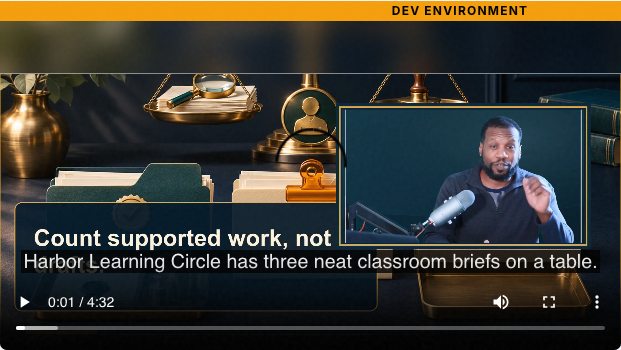 DEV ENVIRONMENT
Count supported work, not
Harbor Learning Circle has three neat classroom briefs on a table.
0:01 / 4:32